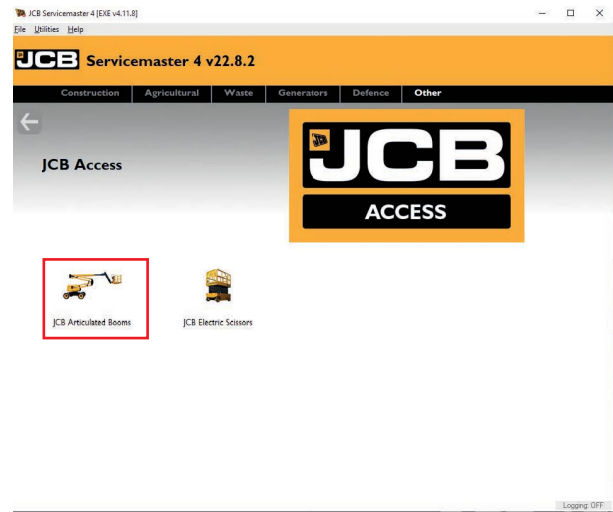 JCB Servicemaster 4 [EXE v4.11.8]
File Utilities Help
JCB Servicemaster 4 v22.8.2
Construction Agricultural Waste Generators Defence Other
JCB Access
JCB
ACCESS
JCB Articulated Booms JCB Electric Scissors
Logging: OFF